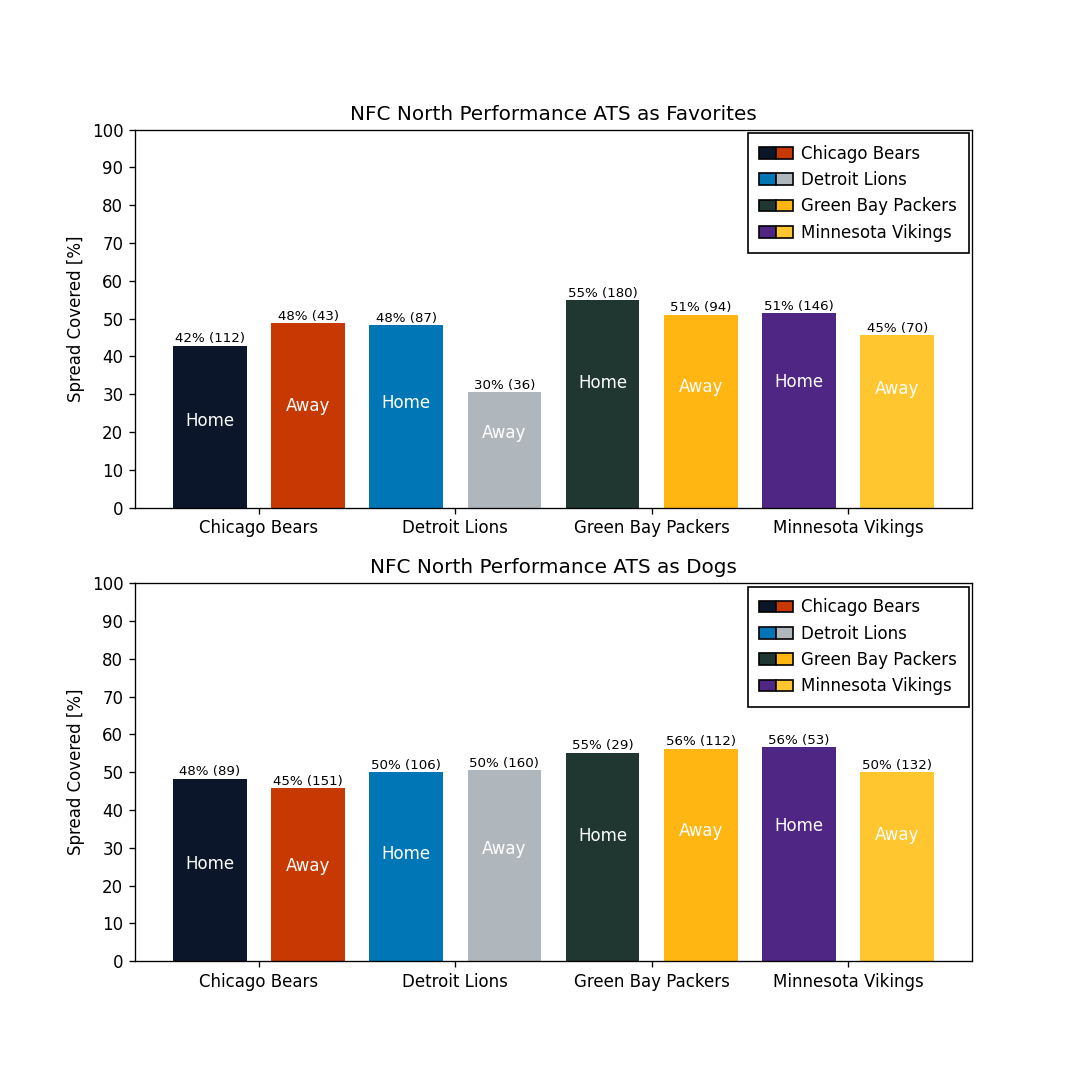 NFC North Performance ATS as Favorites
Spread Covered [%]
100
90
80
70
60
50
40
30
20
10
0
Chicago Bears
Detroit Lions
Green Bay Packers
Minnesota Vikings
42% (112)
48% (43)
48% (87)
30% (36)
55% (180)
51% (94)
51% (146)
45% (70)
Home
Away
Home
Away
Home
Away
Home
Away
Chicago Bears
Detroit Lions
Green Bay Packers
Minnesota Vikings
NFC North Performance ATS as Dogs
Spread Covered [%]
100
90
80
70
60
50
40
30
20
10
0
Chicago Bears
Detroit Lions
Green Bay Packers
Minnesota Vikings
48% (89)
45% (151)
50% (106)
50% (160)
55% (29)
56% (112)
56% (53)
50% (132)
Home
Away
Home
Away
Home
Away
Home
Away
Chicago Bears
Detroit Lions
Green Bay Packers
Minnesota Vikings